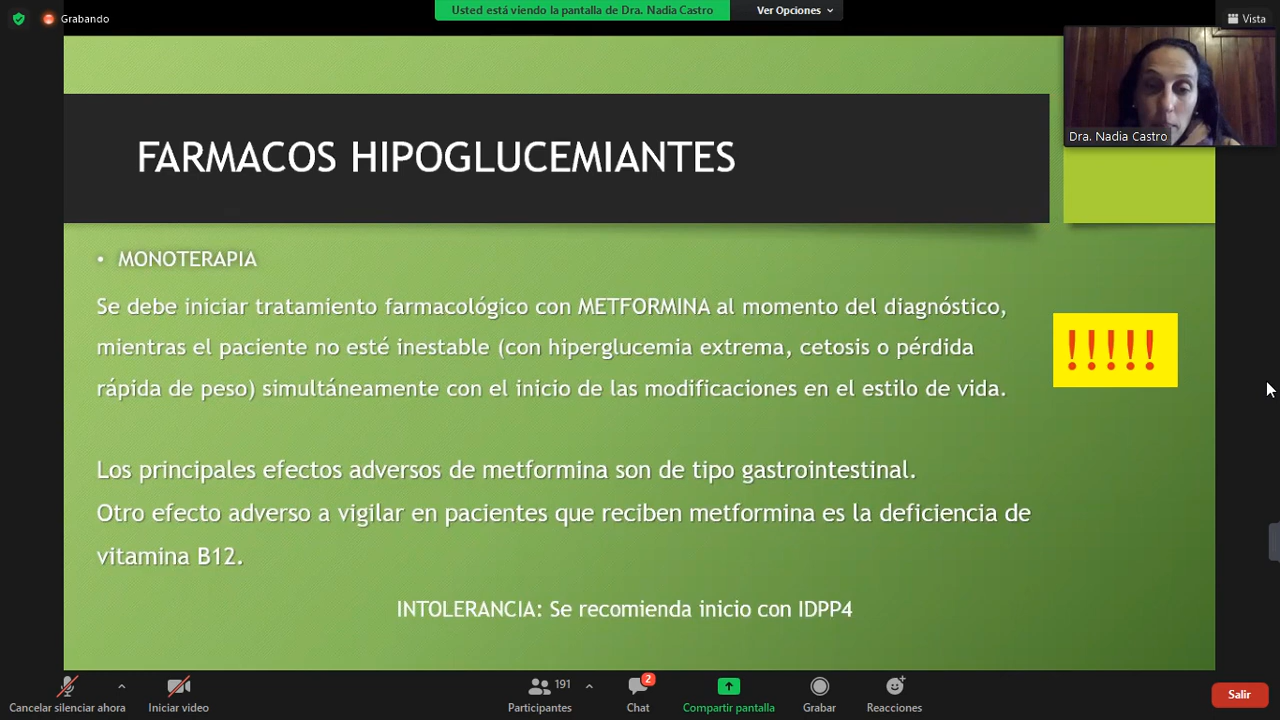 Grabando
Usted está viendo la pantalla de Dra. Nadia Castro
Ver Opciones
Vista
Dra. Nadia Castro
FARMACOS HIPOGLUCEMIANTES
• MONOTERAPIA
Se debe iniciar tratamiento farmacológico con METFORMINA al momento del diagnóstico,
mientras el paciente no esté inestable (con hiperglucemia extrema, cetosis o pérdida
rápida de peso) simultáneamente con el inicio de las modificaciones en el estilo de vida.
!!!!!
Los principales efectos adversos de metformina son de tipo gastrointestinal.
Otro efecto adverso a vigilar en pacientes que reciben metformina es la deficiencia de
vitamina B12.
INTOLERANCIA: Se recomienda inicio con IDPP4
Cancelar silenciar ahora
Iniciar video
191
Participantes
2
Chat
Compartir pantalla
Grabar
Reacciones
Salir